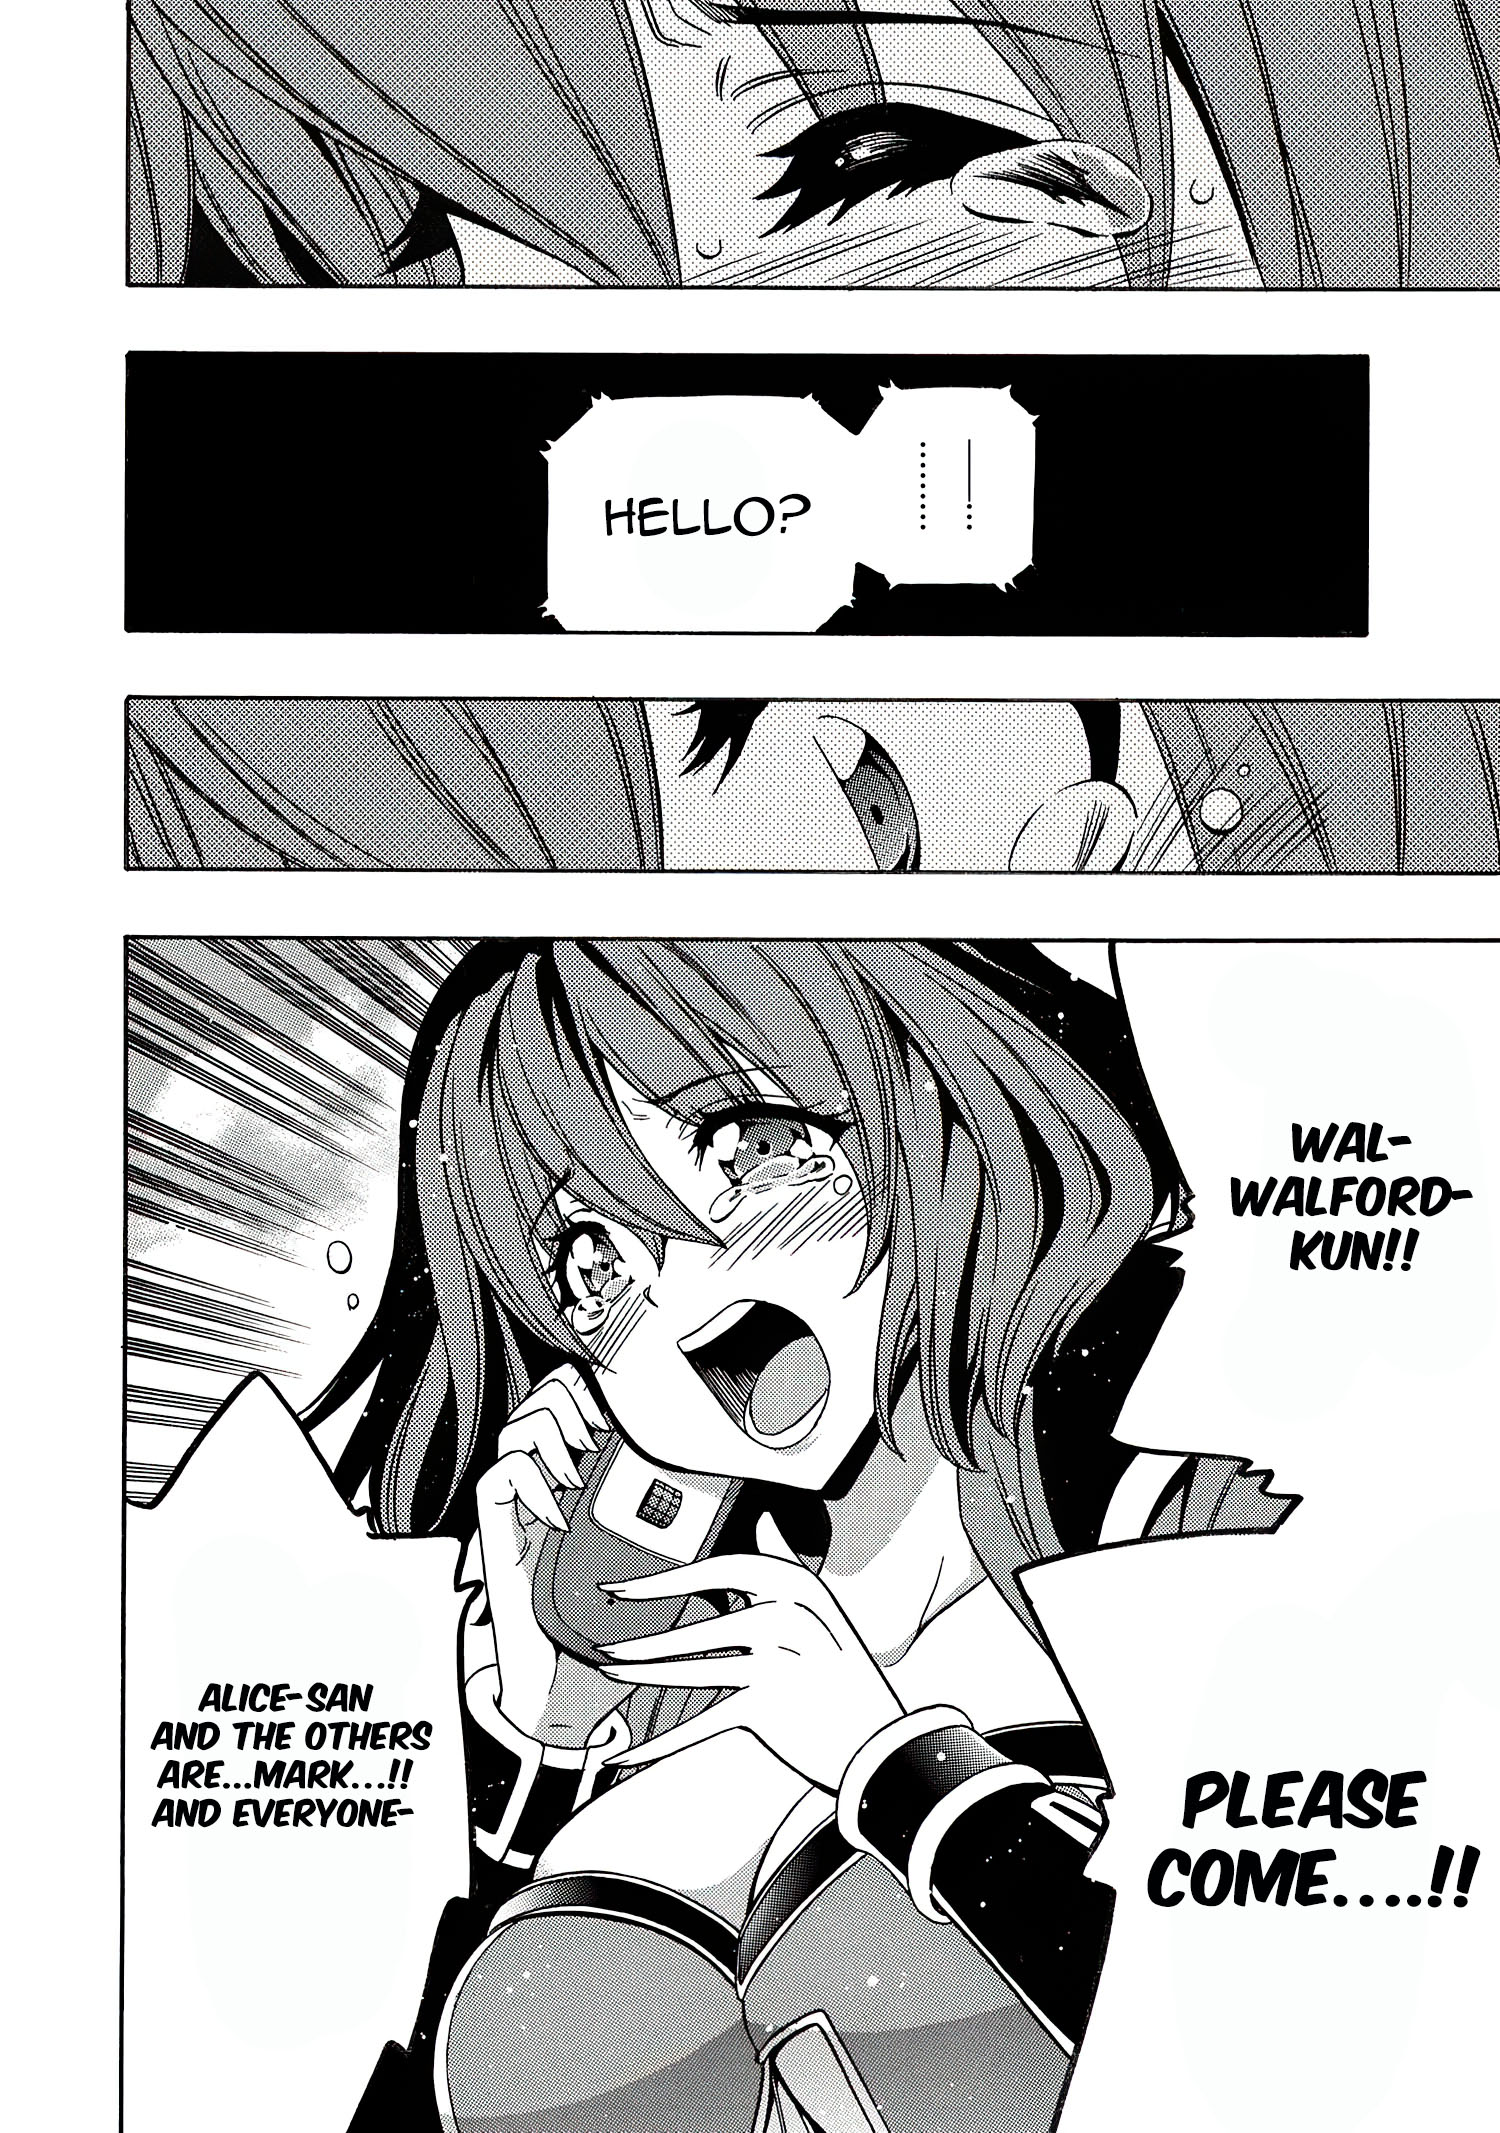 HELLO?
WAL-
WALFORD-
KUN!!
PLEASE
COME....!!
ALICE-SAN
AND THE OTHERS
ARE...MARK...!!
AND EVERYONE-